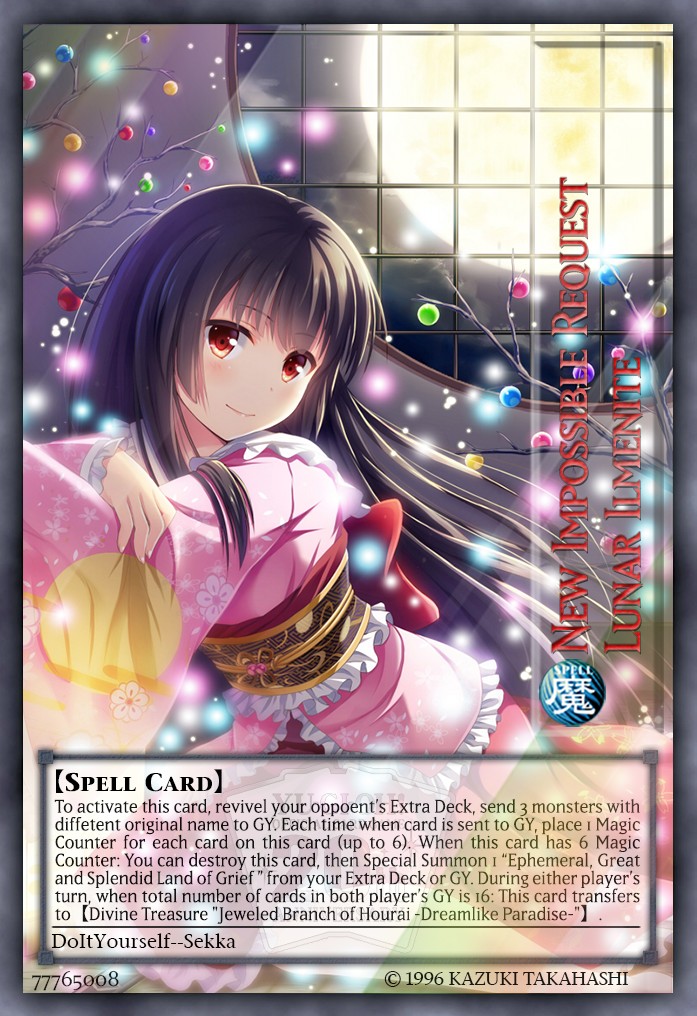 New Impossible Request
Lunar Ilmenite
SPELL
魔
【Spell Card】
To activate this card, revivel your oppoent's Extra Deck, send 3 monsters with
diffetent original name to GY. Each time when card is sent to GY, place 1 Magic
Counter for each card on this card (up to 6). When this card has 6 Magic
Counter: You can destroy this card, then Special Summon 1 "Ephemeral, Great
and Splendid Land of Grief " from your Extra Deck or GY. During either player's
turn, when total number of cards in both player's GY is 16: This card transfers
to【Divine Treasure "Jeweled Branch of Hourai -Dreamlike Paradise-"】.
DoItYourself--Sekka
77765008
© 1996 KAZUKI TAKAHASHI